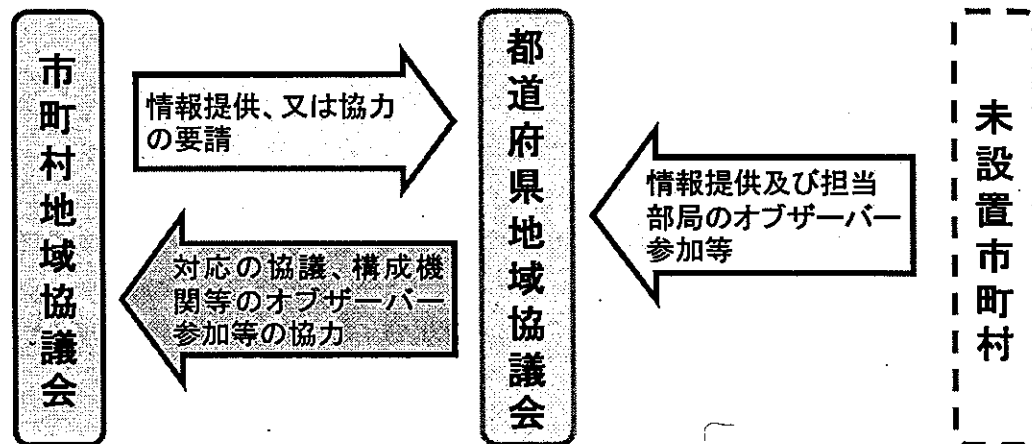 市町村地域協議会
情報提供、又は協力
の要請
対応の協議、構成機
関等のオブザーバー
参加等の協力
都道府県地域協議会
情報提供及び担当
部局のオブザーバー
参加等
未設置市町村